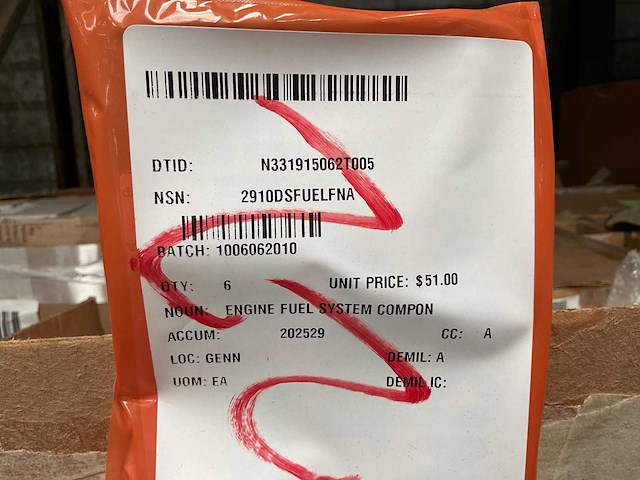 DTID: N331915062T005
NSN: 2910DSFUELFNA
BATCH: 1006062010
QTY: 6 UNIT PRICE: $51.00
NOUN: ENGINE FUEL SYSTEM COMPON
ACCUM: 202529 CC: A
LOC: GENN DEMIL: A
UOM: EA DEMIL IC: